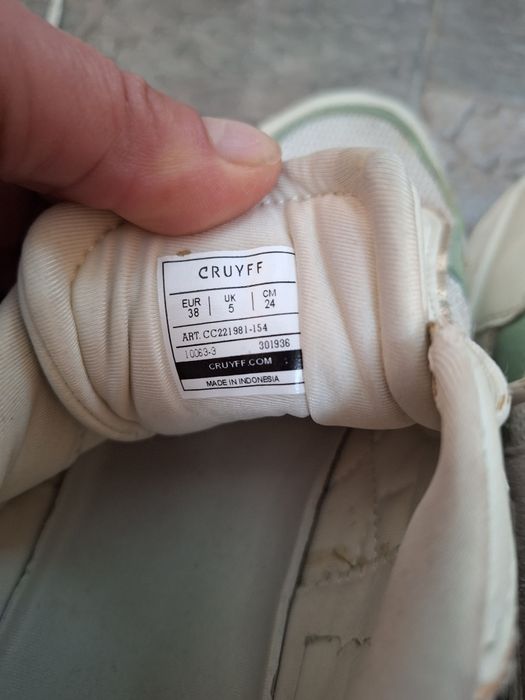 CRUYFF
EUR | UK | CM
38 5 24
ART. CC221981-154
10063-3 301936
CRUYFF.COM
MADE IN INDONESIA